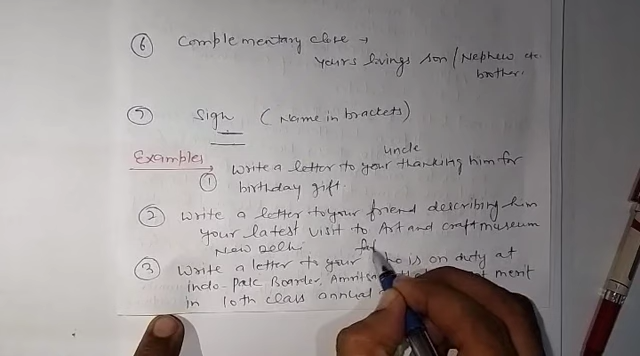 ⑥ Complementary close →
yours livings son / Nephew etc
brother.
⑦ Sign (Name in brackets)
Examples
uncle
① Write a letter to your thanking him for
birthday gift.
② Write a letter to your friend describing him
your latest visit to Art and craft museum
New Delhi.
③ Write a letter to your is on duty at
Indo-Pak Boarder, Amritsar merit
in 10th class annual